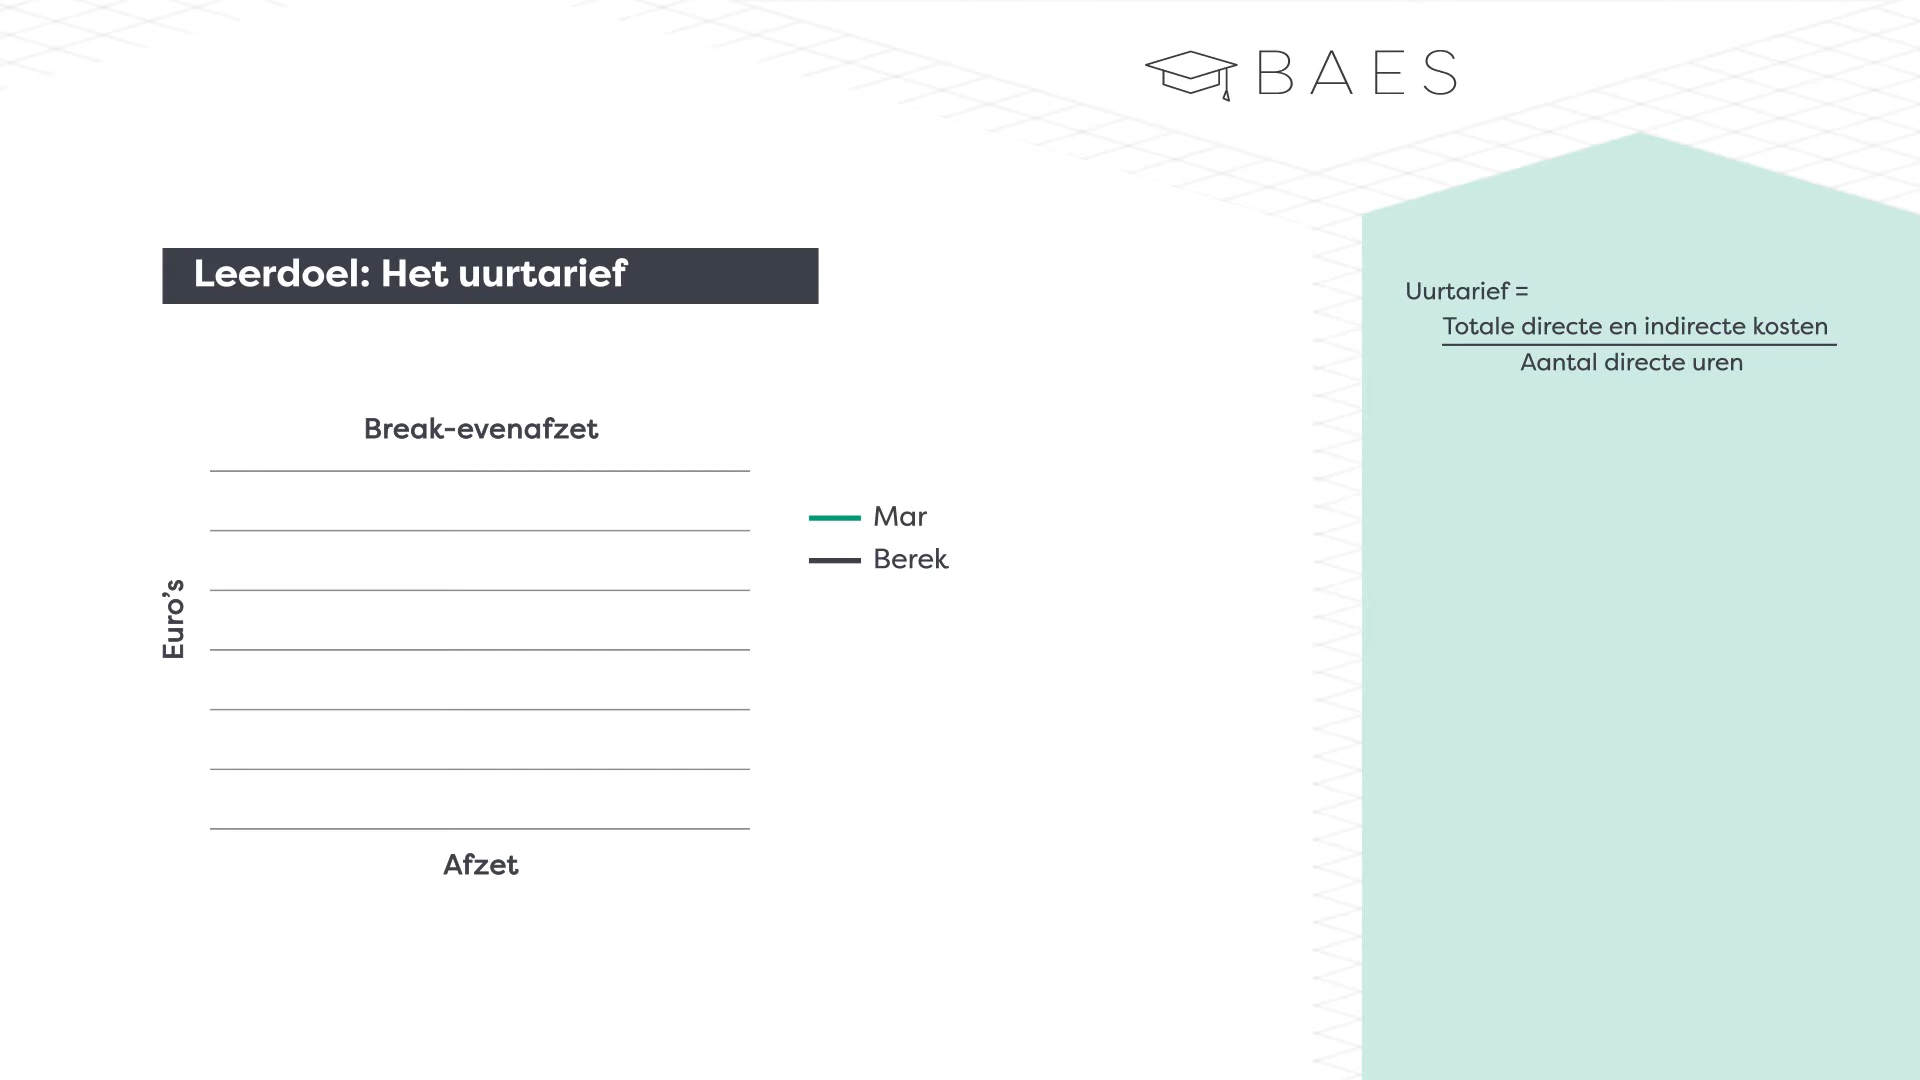 BAES
Leerdoel: Het uurtarief
Uurtarief =
Totale directe en indirecte kosten
Aantal directe uren
Break-evenafzet
Mar
Berek
Euro's
Afzet